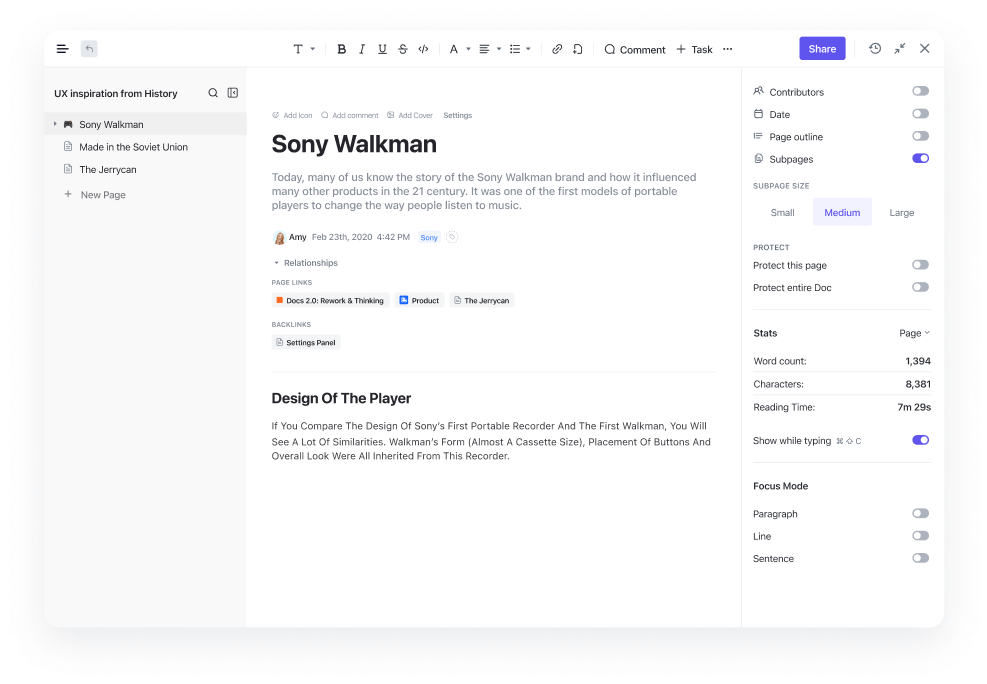 T B I U S </> A Comment + Task ... Share
UX inspiration from History
Sony Walkman
Made in the Soviet Union
The Jerrycan
+ New Page
Add Icon Add comment Add Cover Settings
Sony Walkman
Today, many of us know the story of the Sony Walkman brand and how it influenced
many other products in the 21 century. It was one of the first models of portable
players to change the way people listen to music.
Amy Feb 23th, 2020 4:42 PM Sony
Relationships
PAGE LINKS
Docs 2.0: Rework & Thinking Product The Jerrycan
BACKLINKS
Settings Panel
Design Of The Player
If You Compare The Design Of Sony's First Portable Recorder And The First Walkman, You Will
See A Lot Of Similarities. Walkman's Form (Almost A Cassette Size), Placement Of Buttons And
Overall Look Were All Inherited From This Recorder.
Contributors
Date
Page outline
Subpages
SUBPAGE SIZE
Small Medium Large
PROTECT
Protect this page
Protect entire Doc
Stats Page
Word count: 1,394
Characters: 8,381
Reading Time: 7m 29s
Show while typing ⌘ ⇧ C
Focus Mode
Paragraph
Line
Sentence